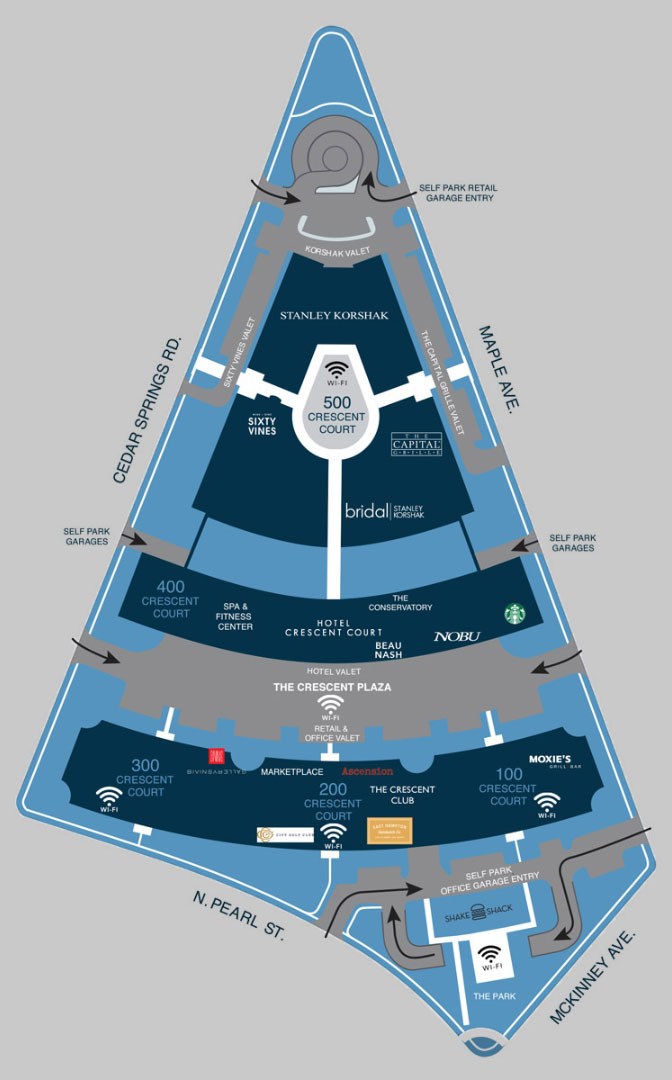 SELF PARK RETAIL
GARAGE ENTRY
KORSHAK VALET
STANLEY KORSHAK
SIXTY VINES VALET
THE CAPITAL GRILLE VALET
CEDAR SPRINGS RD.
MAPLE AVE.
WI-FI
500
CRESCENT
COURT
SIXTY
VINES
THE
CAPITAL
GRILLE
bridal STANLEY
KORSHAK
SELF PARK
GARAGES
SELF PARK
GARAGES
400
CRESCENT
COURT
SPA &
FITNESS
CENTER
THE
CONSERVATORY
HOTEL
CRESCENT COURT
BEAU
NASH
NOBU
HOTEL VALET
THE CRESCENT PLAZA
WI-FI
RETAIL &
OFFICE VALET
300
CRESCENT
COURT
WI-FI
MARKETPLACE
Ascension
200
CRESCENT
COURT
WI-FI
THE CRESCENT
CLUB
100
CRESCENT
COURT
WI-FI
MOXIE'S
GRILL BAR
CITY GOLF CLUB
EAST HAMPTON
SELF PARK
OFFICE GARAGE ENTRY
SHAKE SHACK
WI-FI
THE PARK
N. PEARL ST.
MCKINNEY AVE.